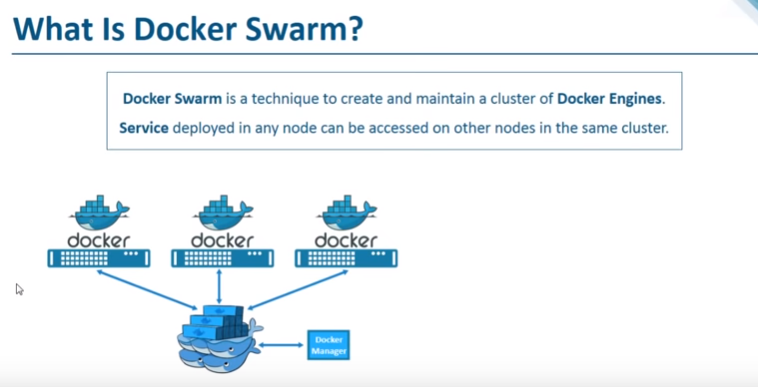 What Is Docker Swarm?
Docker Swarm is a technique to create and maintain a cluster of Docker Engines.
Service deployed in any node can be accessed on other nodes in the same cluster.
docker docker docker
Docker
Manager